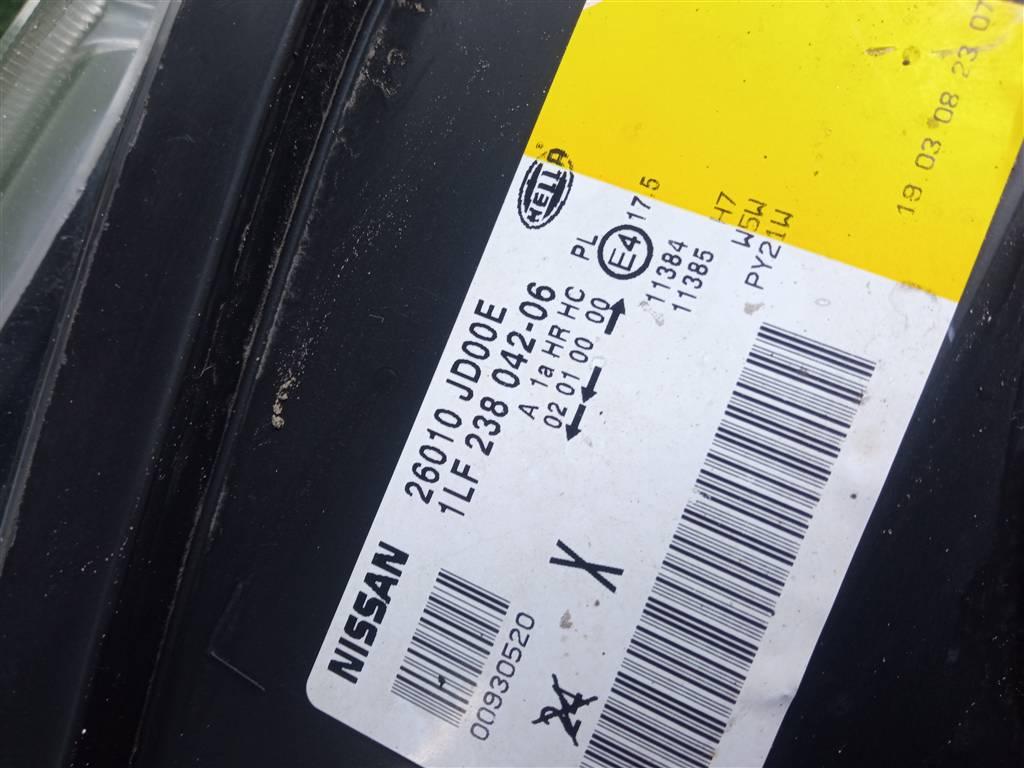 NISSAN
26010 JD00E
1LF 238 042-06
HELLA
®
A 1a HR HC PL
02 01 00 00
E4
17 5
11384
11385
H7
W5W
PY21W
19 03 08 23 07
00930520
24
X